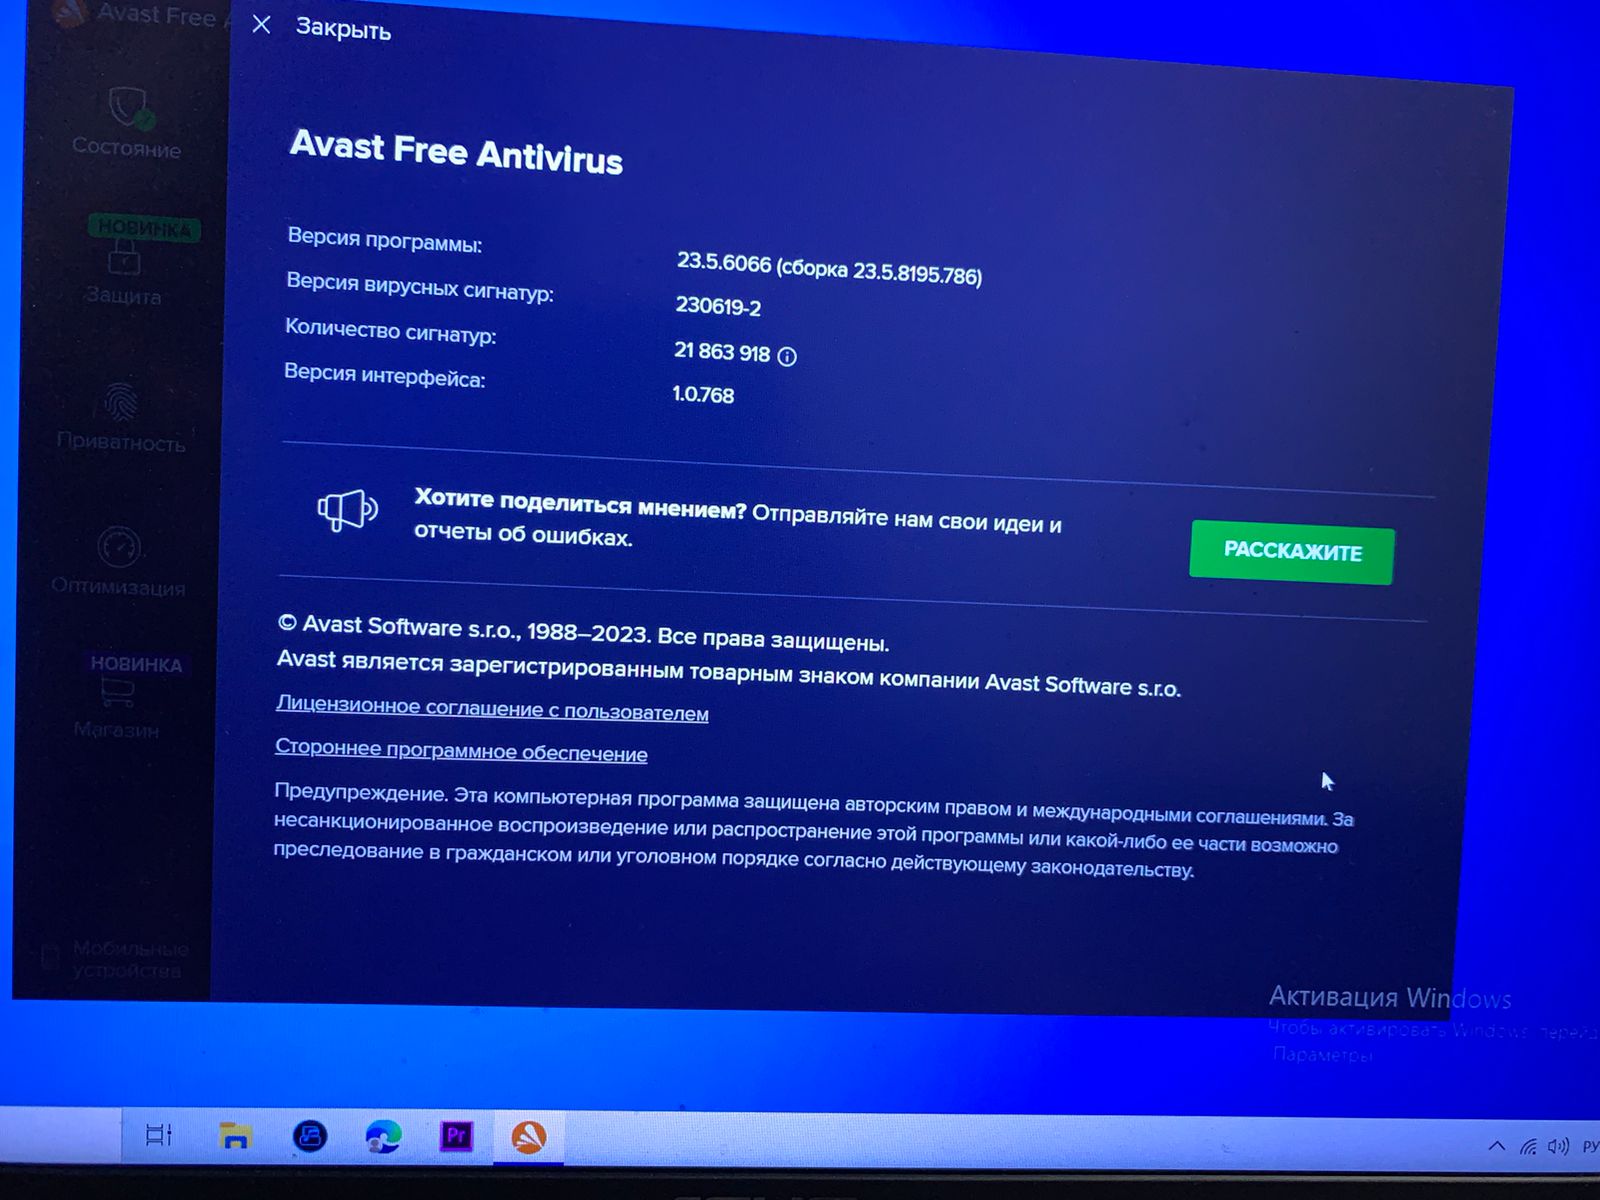 Avast Free
Закрыть
Avast Free Antivirus
Состояние
НОВИНКА
Защита
Приватность
Оптимизация
НОВИНКА
Магазин
Мобильные
устройства
Версия программы: 23.5.6066 (сборка 23.5.8195.786)
Версия вирусных сигнатур: 230619-2
Количество сигнатур: 21 863 918
Версия интерфейса: 1.0.768
Хотите поделиться мнением? Отправляйте нам свои идеи и
отчеты об ошибках.
РАССКАЖИТЕ
© Avast Software s.r.o., 1988–2023. Все права защищены.
Avast является зарегистрированным товарным знаком компании Avast Software s.r.o.
Лицензионное соглашение с пользователем
Стороннее программное обеспечение
Предупреждение. Эта компьютерная программа защищена авторским правом и международными соглашениями. За
несанкционированное воспроизведение или распространение этой программы или какой-либо ее части возможно
преследование в гражданском или уголовном порядке согласно действующему законодательству.
Активация Windows
Чтобы активировать Windows, перейд
Параметры
Pr
РУ